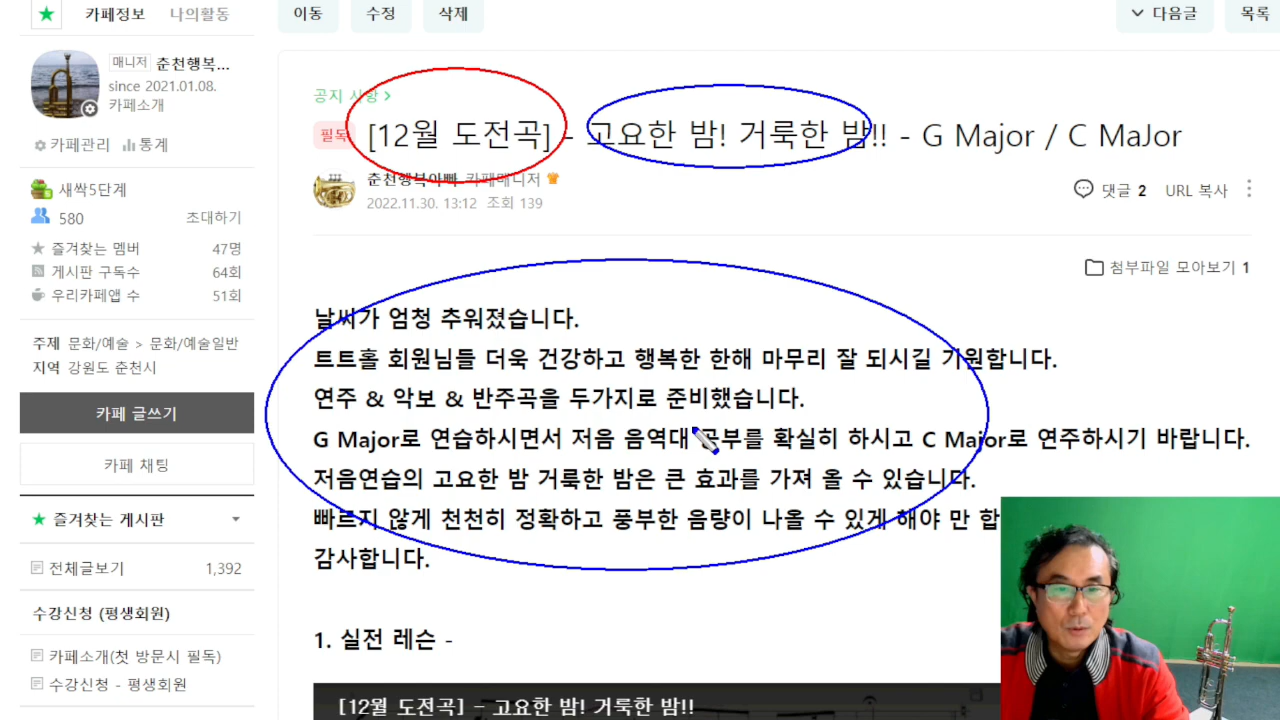 카페정보 나의활동
매니저 춘천행복...
since 2021.01.08.
카페소개
카페관리 통계
새싹5단계
580 초대하기
즐겨찾는 멤버 47명
게시판 구독수 64회
우리카페앱 수 51회
주제 문화/예술 > 문화/예술일반
지역 강원도 춘천시
카페 글쓰기
카페 채팅
즐겨찾는 게시판
전체글보기 1,392
수강신청 (평생회원)
카페소개(첫 방문시 필독)
수강신청 - 평생회원
이동 수정 삭제 다음글 목록
공지 사항 >
필독 [12월 도전곡] - 고요한 밤! 거룩한 밤!! - G Major / C MaJor
춘천행복아빠 카페매니저
2022.11.30. 13:12 조회 139
댓글 2 URL 복사
첨부파일 모아보기 1
날씨가 엄청 추워졌습니다.
트트홀 회원님들 더욱 건강하고 행복한 한해 마무리 잘 되시길 기원합니다.
연주 & 악보 & 반주곡을 두가지로 준비했습니다.
G Major로 연습하시면서 저음 음역대 공부를 확실히 하시고 C Major로 연주하시기 바랍니다.
저음연습의 고요한 밤 거룩한 밤은 큰 효과를 가져 올 수 있습니다.
빠르지 않게 천천히 정확하고 풍부한 음량이 나올 수 있게 해야 만 합
감사합니다.
1. 실전 레슨 -
[12월 도전곡] - 고요한 밤! 거룩한 밤!!